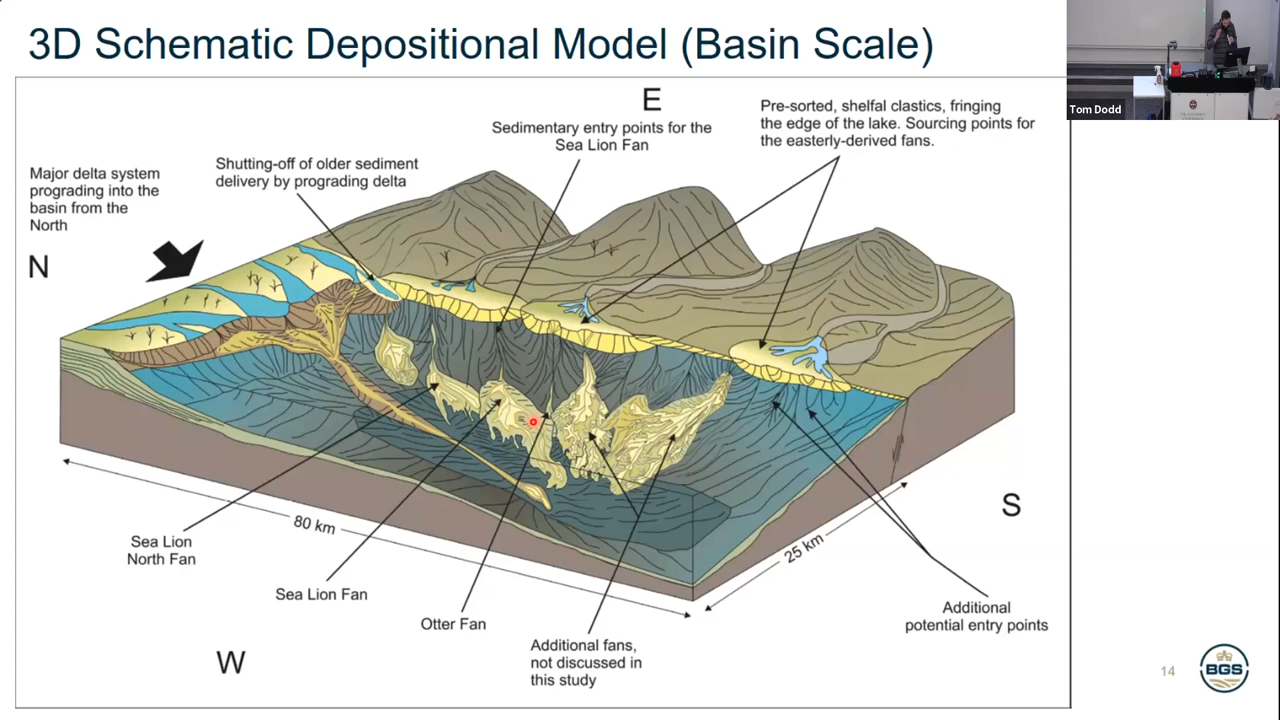 3D Schematic Depositional Model (Basin Scale)
Tom Dodd
E
Sedimentary entry points for the
Sea Lion Fan
Pre-sorted, shelfal clastics, fringing
the edge of the lake. Sourcing points for
the easterly-derived fans.
Shutting-off of older sediment
delivery by prograding delta
Major delta system
prograding into the
basin from the
North
N
S
80 km
25 km
Sea Lion
North Fan
Sea Lion Fan
Otter Fan
Additional fans,
not discussed in
this study
Additional
potential entry points
W
14
BGS